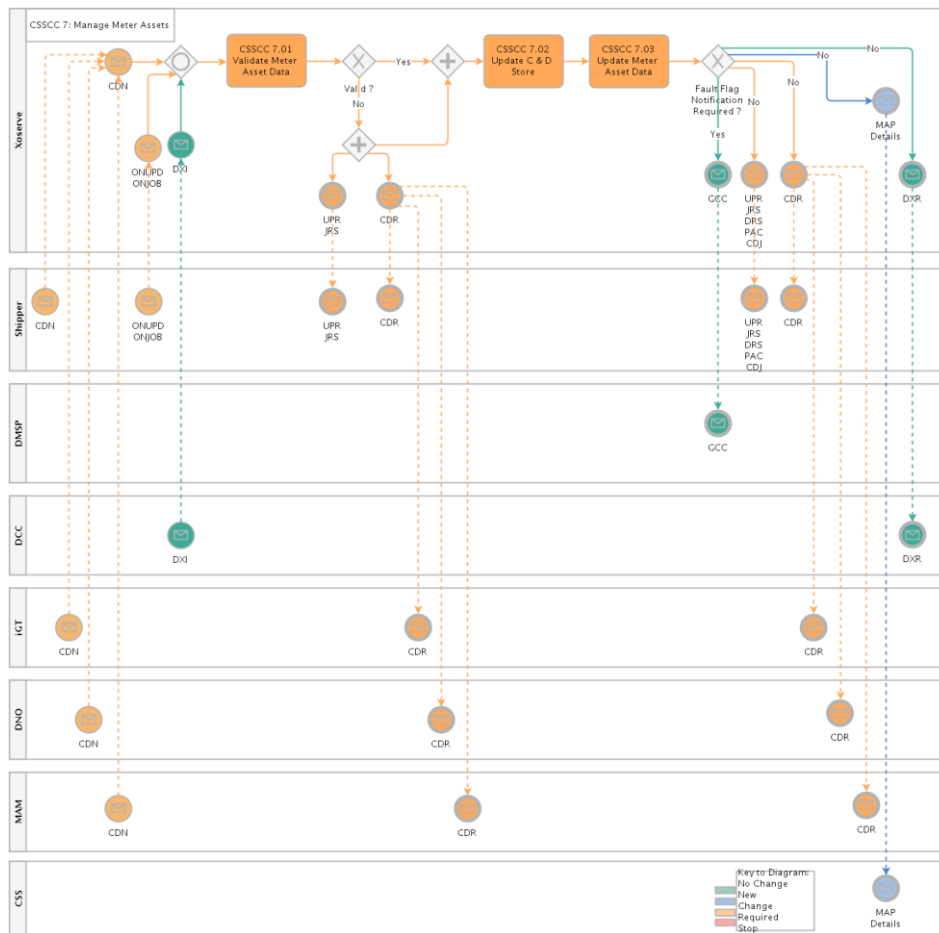 CSSCC 7: Manage Meter Assets
Xoserve
CDN
ONUPD
ONJOB
DXI
CSSCC 7.01
Validate Meter
Asset Data
Valid ?
Yes
No
UPR
JRS
CDR
CSSCC 7.02
Update C & D
Store
CSSCC 7.03
Update Meter
Asset Data
Fault Flag
Notification
Required ?
Yes
No
No
No
No
GCC
UPR
JRS
DRS
PAC
CDJ
CDR
MAP
Details
DXR
Shipper
CDN
ONUPD
ONJOB
UPR
JRS
CDR
UPR
JRS
DRS
PAC
CDJ
CDR
DMSP
GCC
DCC
DXI
DXR
iGT
CDN
CDR
CDR
DNO
CDN
CDR
CDR
MAM
CDN
CDR
CDR
CSS
MAP
Details
Key to Diagram:
No Change
New
Change
Required
Stop